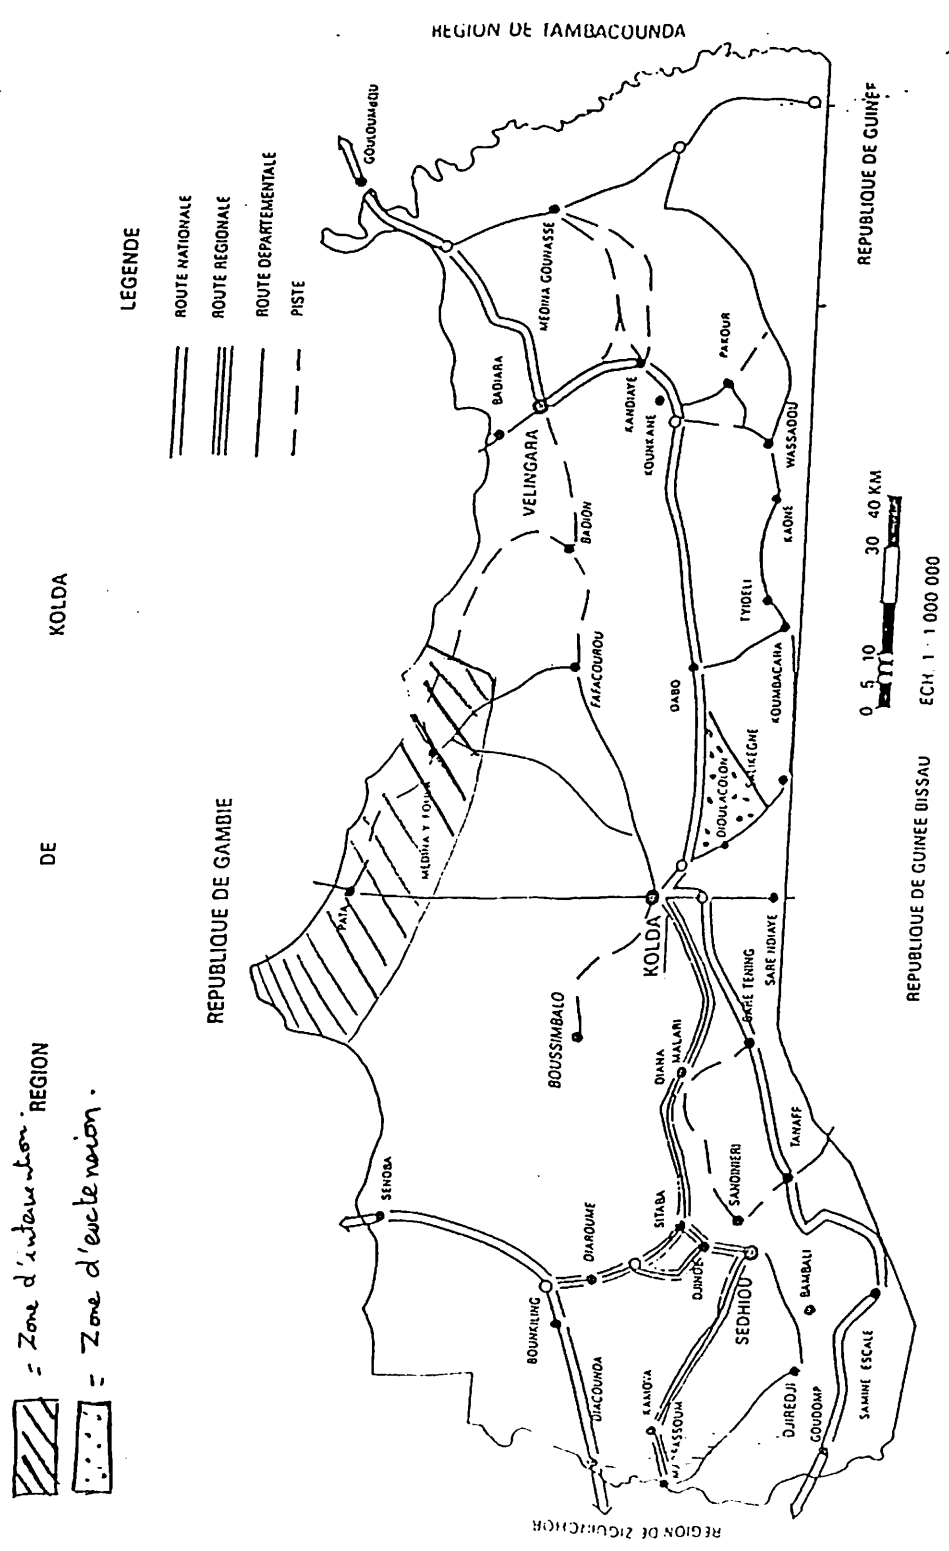 REGION DE KOLDA
= Zone d'intervention.
= Zone d'extension.
LEGENDE
ROUTE NATIONALE
ROUTE REGIONALE
ROUTE DEPARTEMENTALE
PISTE
REPUBLIQUE DE GAMBIE
REGION DE TAMBACOUNDA
REGION DE ZIGUINCHOR
REPUBLIQUE DE GUINEE BISSAU
REPUBLIQUE DE GUINEE
SENOBA
PATA
MEDINA Y FOULA
BADIARA
GOULOUMBOU
VELINGARA
MEDINA GOUNASSE
BADION
FAFACOUROU
KANDIAYE
KOUNKANE
PAKOUR
WASSADOU
KAONE
TYIDELI
KOUMBACARA
DABO
DIOULACOLON
SALIKEGNE
KOLDA
SARE NDIAYE
BOUSSIMBALO
DIANA
MALARI
SARE TENING
TANAFF
SANDINIERI
SITABA
DIAROUME
DJINDE
SEDHIOU
BAMBALI
BOUNKILING
DIACOUNDA
DJIREDJI
GOUDOMP
SAMINE ESCALE
0 5 10 30 40 KM
ECH. 1 : 1 000 000